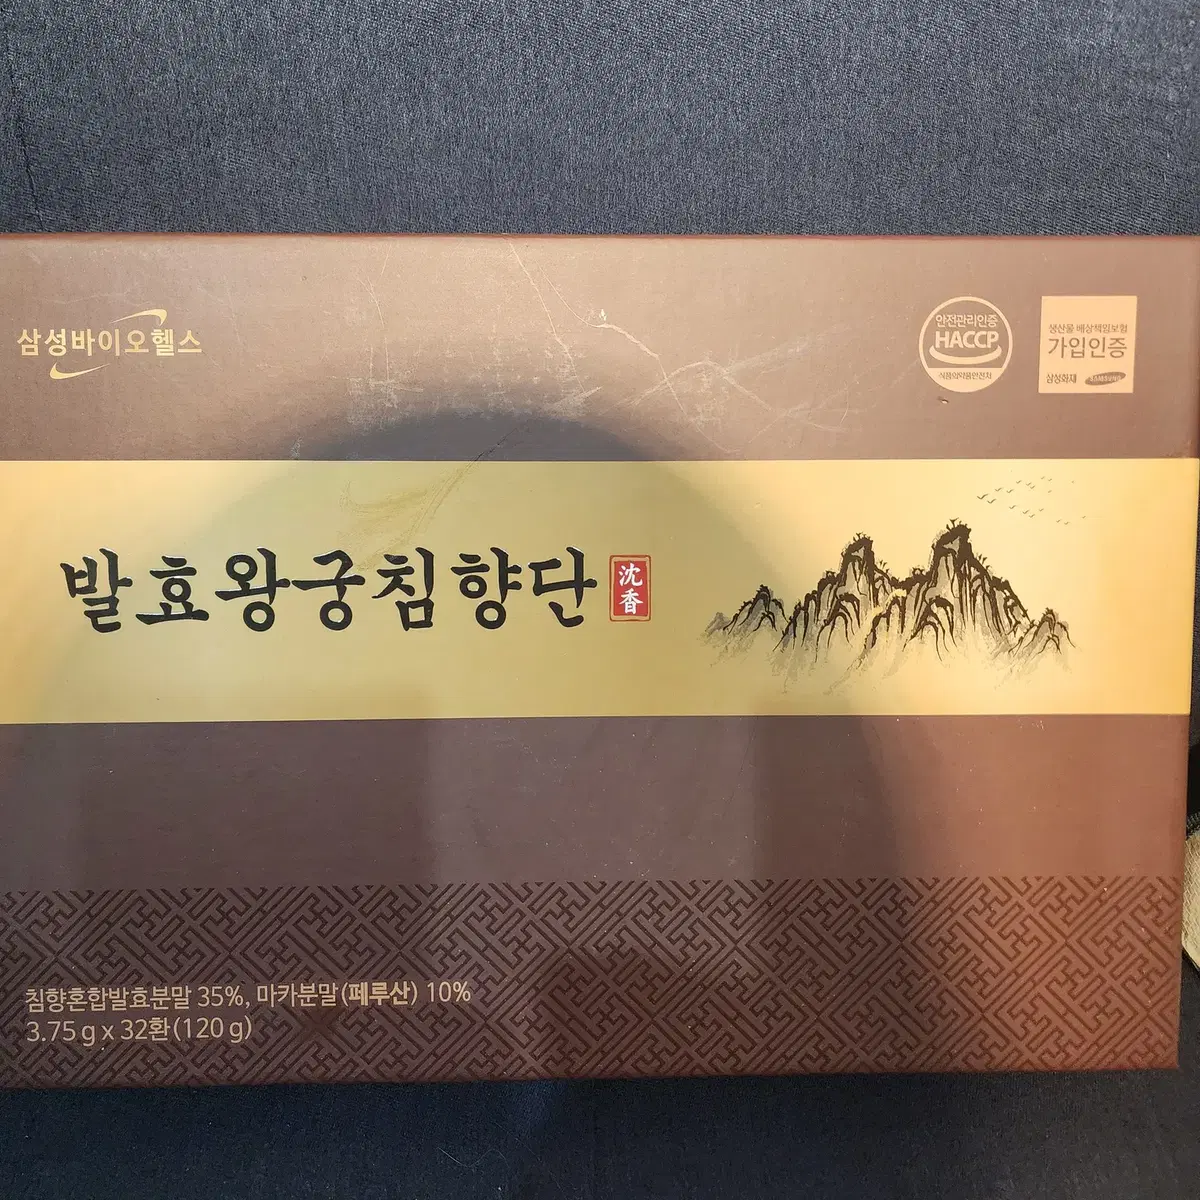 삼성바이오헬스
안전관리인증
HACCP
식품의약품안전처
생산물 배상책임보험
가입인증
삼성화재
발효왕궁침향단
沈香
침향혼합발효분말 35%, 마카분말(페루산) 10%
3.75 g x 32환(120 g)